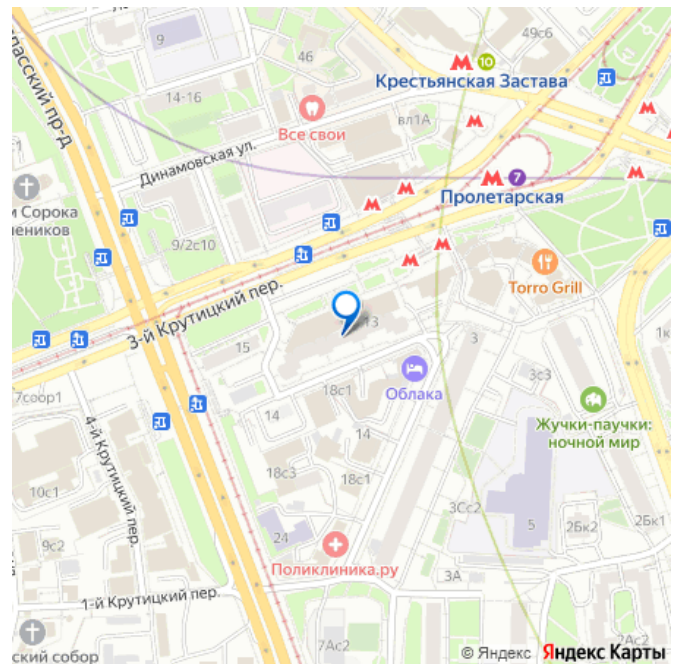 49с6
9
46
10
Крестьянская Застава
14-16
Все свои
вл1А
ласский пр-д
Динамовская ул.
7
Пролетарская
и Сорока
чеников
9/2с10
Torro Grill
3-й Крутицкий пер.
13
3
1к
15
3с3
Облака
18с1
7соор1
14
Жучки-паучки:
ночной мир
4-й Крутицкий пер.
14
10с1
18с3
18с1
3Сс2
24
5
2Бк2
2Бк1
9с2
Поликлиника.ру
3А
1-й Крутицкий пер.
7Ас2
ский собор
© Яндекс Яндекс Карты